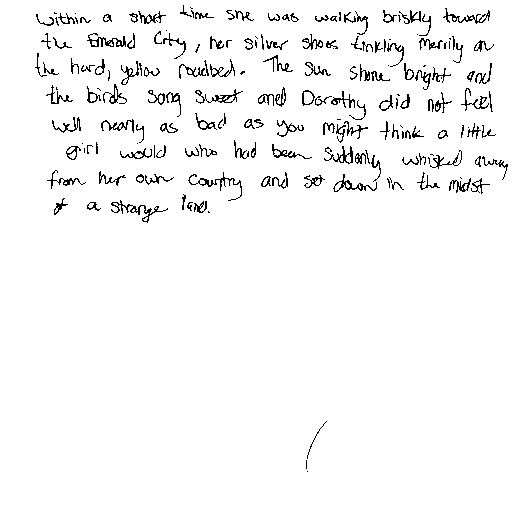 Within a short time she was walking briskly toward
the Emerald City, her silver shoes tinkling merrily on
the hard, yellow roadbed. The sun shone bright and
the birds song sweet and Dorothy did not feel
well nearly as bad as you might think a little
girl would who had been suddenly whisked away
from her own country and set down in the midst
of a strange land.